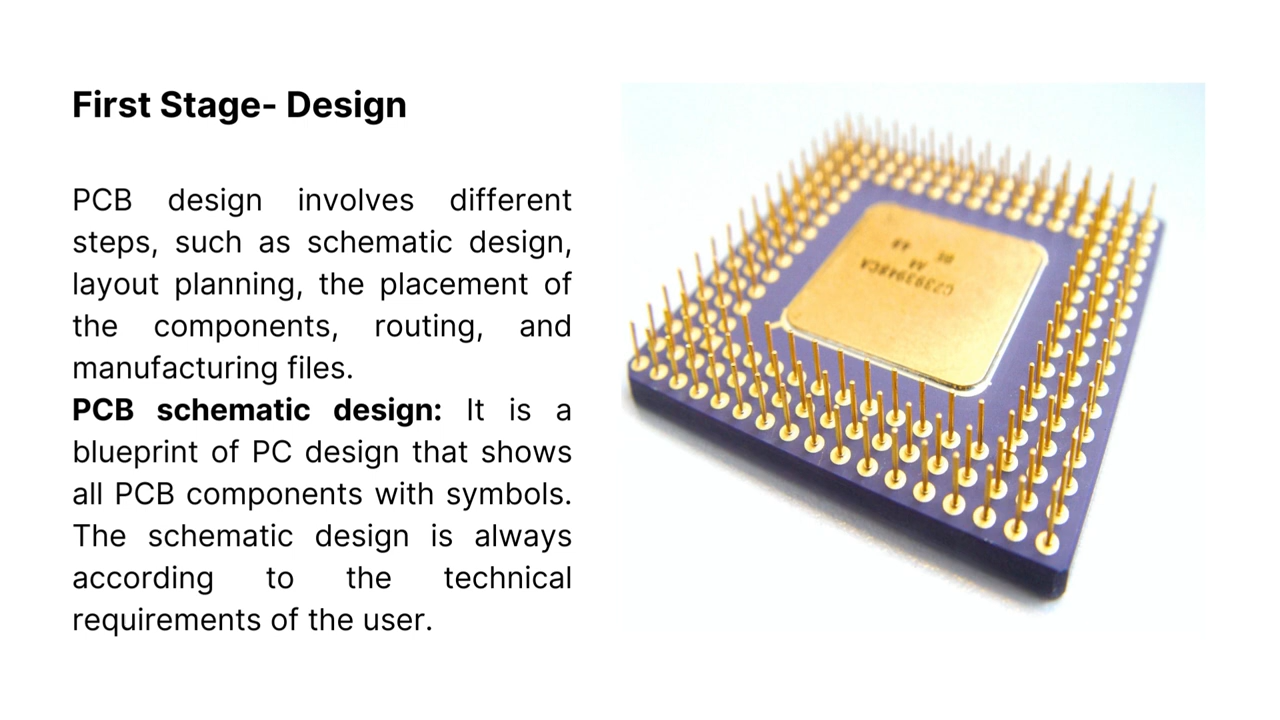 First Stage- Design
PCB design involves different
steps, such as schematic design,
layout planning, the placement of
the components, routing, and
manufacturing files.
PCB schematic design: It is a
blueprint of PC design that shows
all PCB components with symbols.
The schematic design is always
according to the technical
requirements of the user.